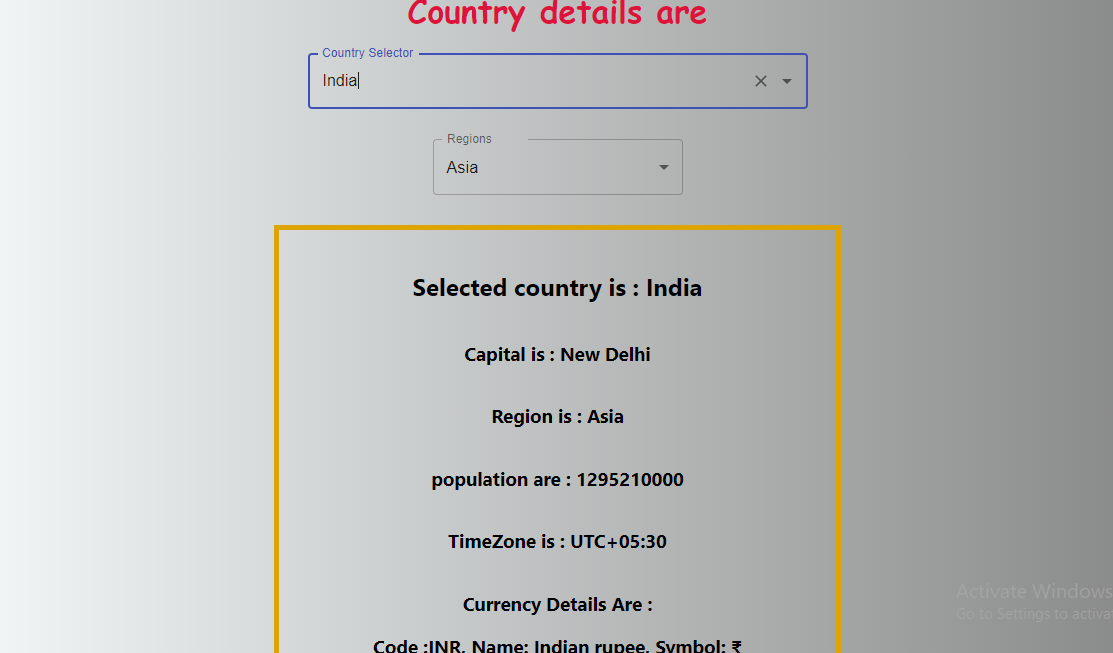 Country details are
Country Selector
India
Regions
Asia
Selected country is : India
Capital is : New Delhi
Region is : Asia
population are : 1295210000
TimeZone is : UTC+05:30
Currency Details Are :
Code :INR, Name: Indian rupee, Symbol: ₹
Activate Windows
Go to Settings to activa